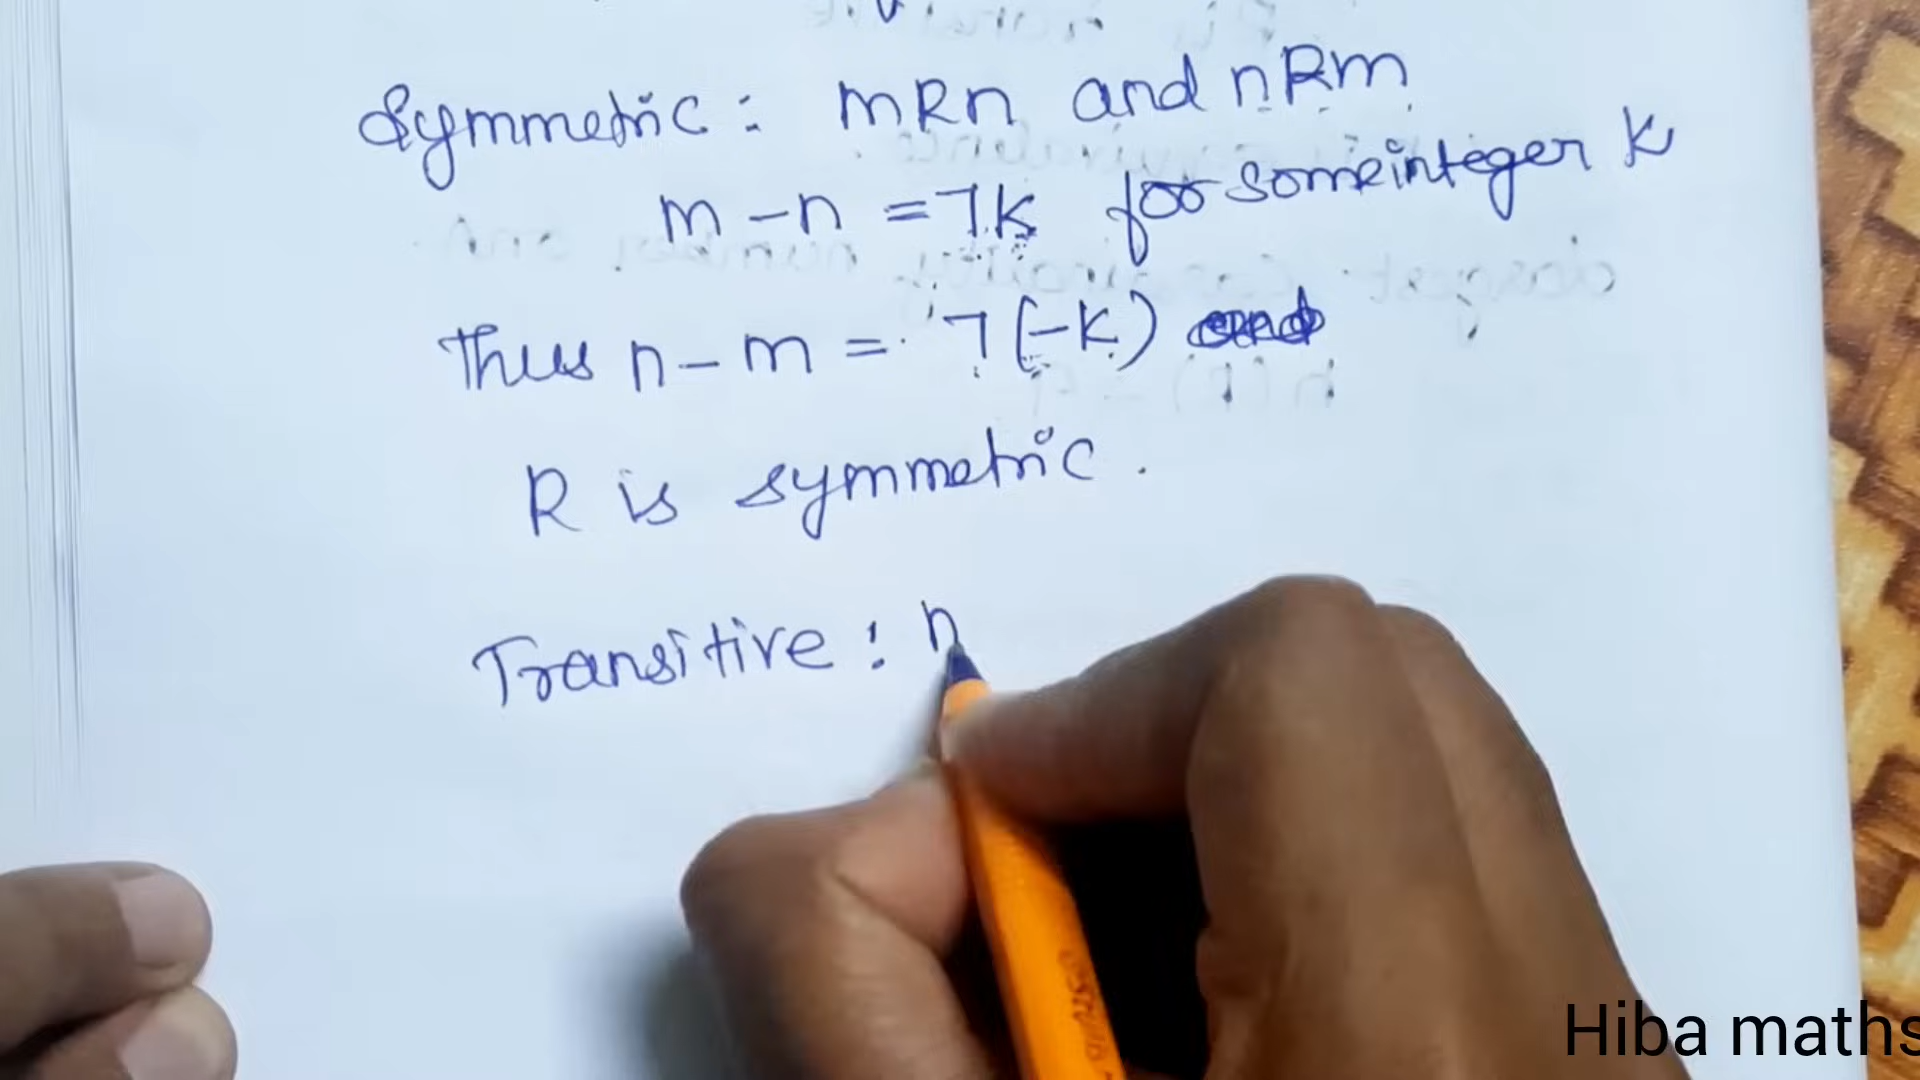 Symmetric : mRn and nRm
m - n = 7k for some integer k
Thus n - m = 7(-k)
R is symmetric.
Transitive :
Hiba maths